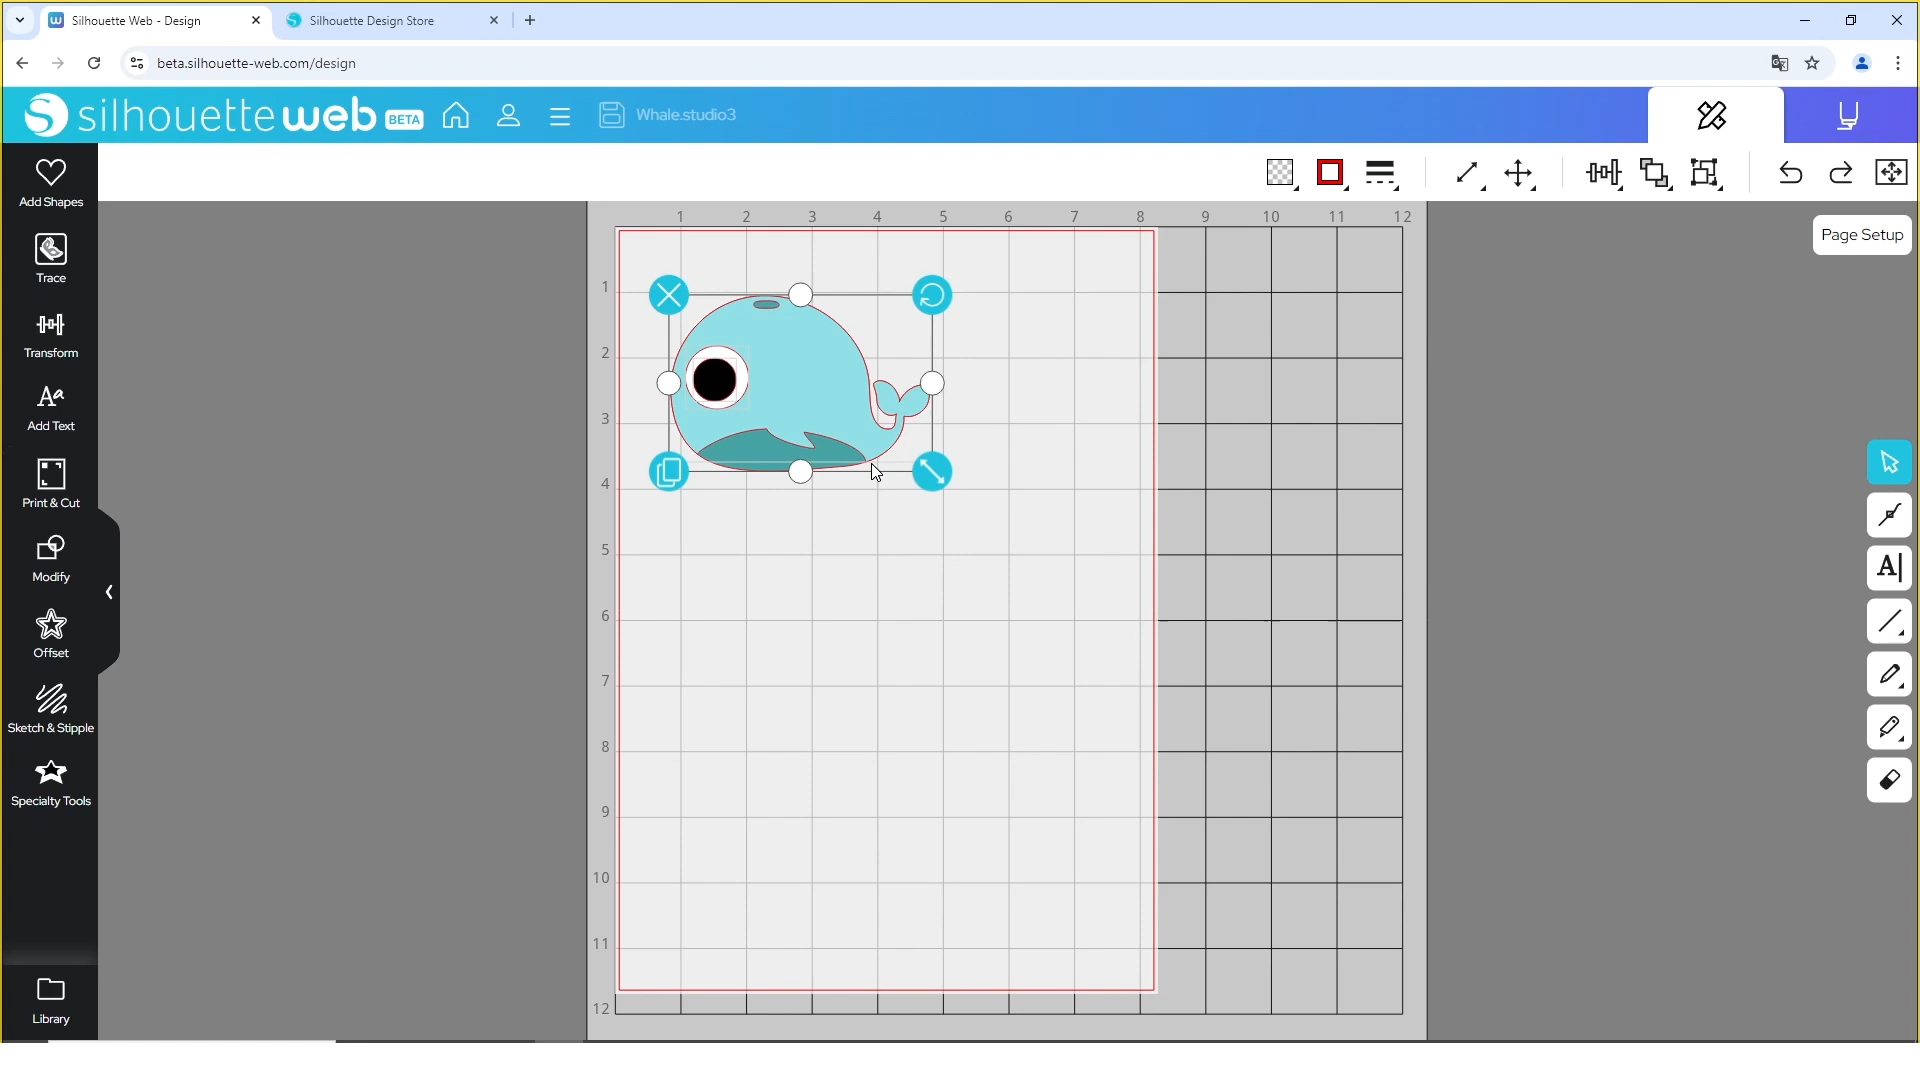 Silhouette Web - Design
Silhouette Design Store
beta.silhouette-web.com/design
silhouette web BETA
Whale.studio3
Add Shapes
Trace
Transform
Aa
Add Text
Print & Cut
Modify
Offset
Sketch & Stipple
Specialty Tools
Library
Page Setup
A
1 2 3 4 5 6 7 8 9 10 11 12
1
2
3
4
5
6
7
8
9
10
11
12